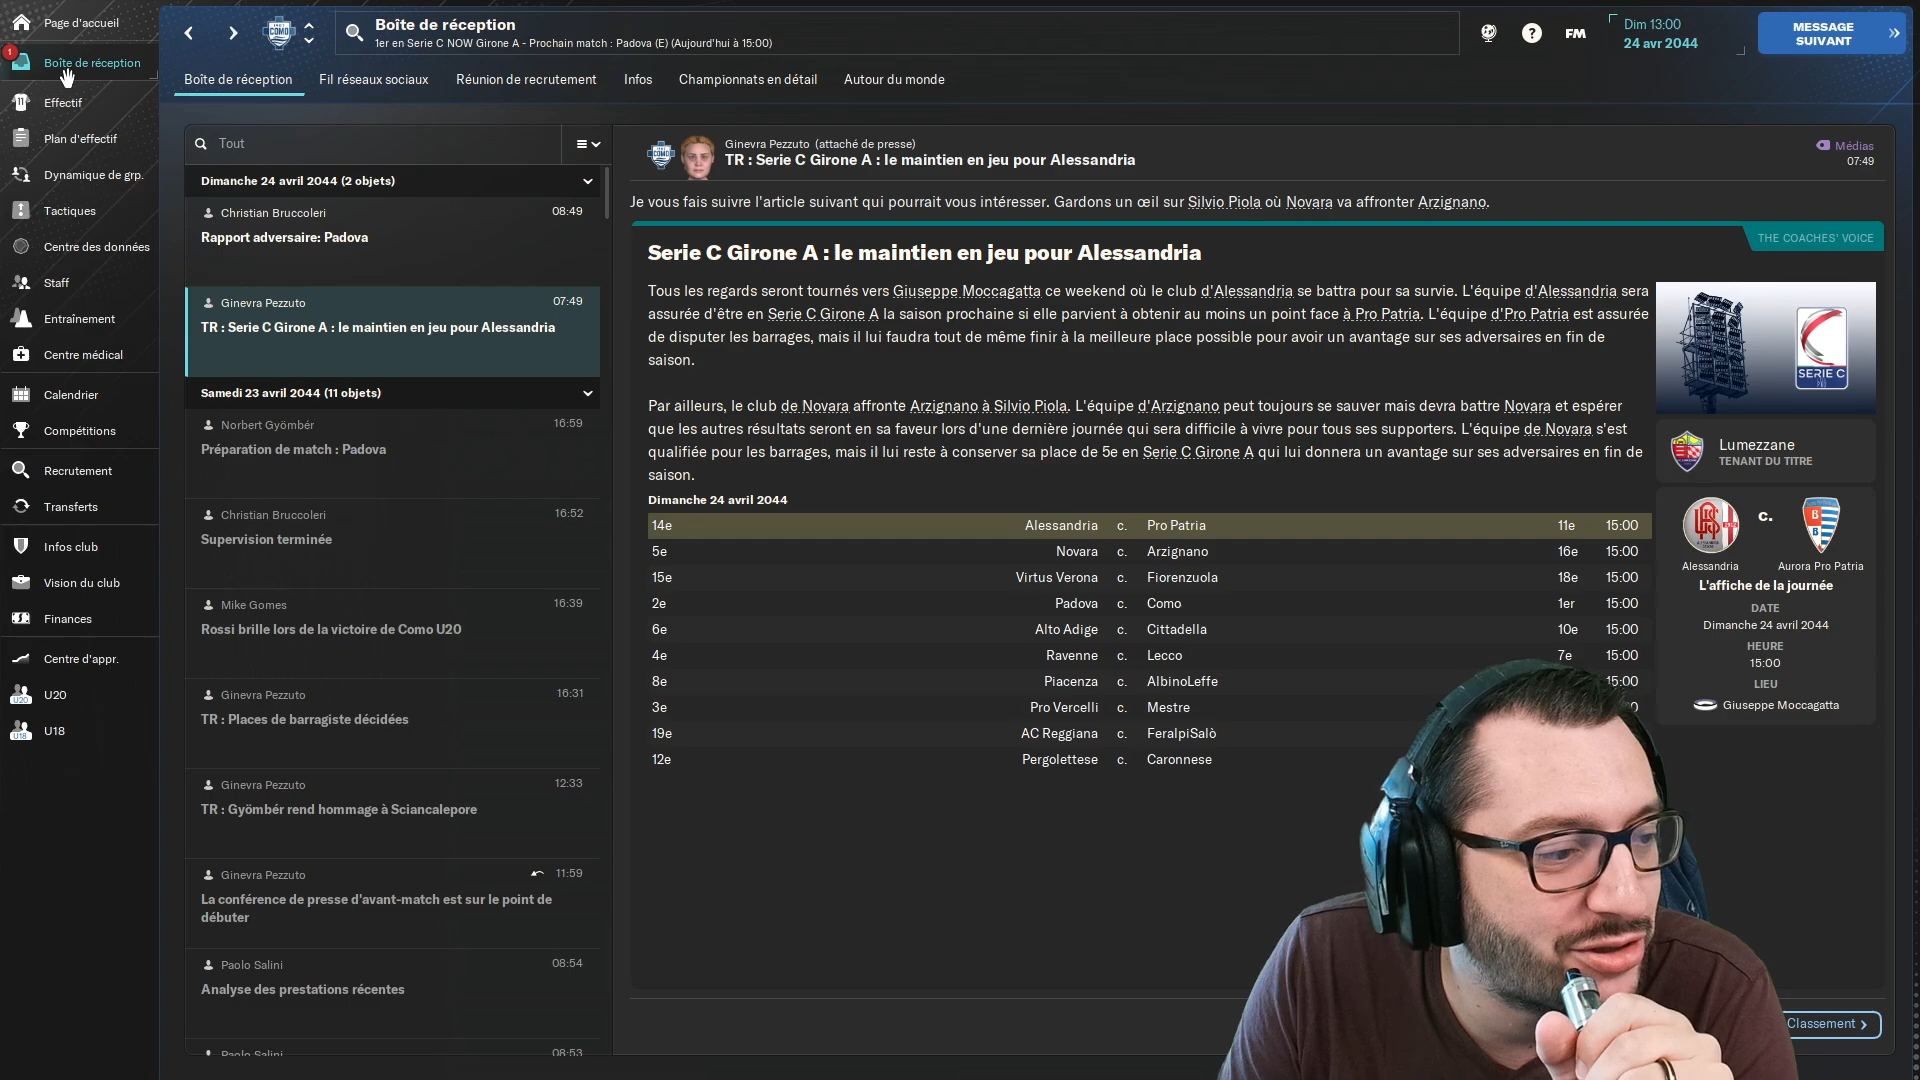 Page d'accueil
1
Boîte de réception
Effectif
Plan d'effectif
Dynamique de grp.
Tactiques
Centre des données
Staff
Entraînement
Centre médical
Calendrier
Compétitions
Recrutement
Transferts
Infos club
Vision du club
Finances
Centre d'appr.
U20
U18
COMO
Boîte de réception
1er en Serie C NOW Girone A - Prochain match : Padova (E) (Aujourd'hui à 15:00)
FM
Dim 13:00
24 avr 2044
MESSAGE
SUIVANT
Boîte de réception Fil réseaux sociaux Réunion de recrutement Infos Championnats en détail Autour du monde
Tout
Dimanche 24 avril 2044 (2 objets)
Christian Bruccoleri 08:49
Rapport adversaire: Padova
Ginevra Pezzuto 07:49
TR : Serie C Girone A : le maintien en jeu pour Alessandria
Samedi 23 avril 2044 (11 objets)
Norbert Gyömbér 16:59
Préparation de match : Padova
Christian Bruccoleri 16:52
Supervision terminée
Mike Gomes 16:39
Rossi brille lors de la victoire de Como U20
Ginevra Pezzuto 16:31
TR : Places de barragiste décidées
Ginevra Pezzuto 12:33
TR : Gyömbér rend hommage à Sciancalepore
Ginevra Pezzuto 11:59
La conférence de presse d'avant-match est sur le point de
débuter
Paolo Salini 08:54
Analyse des prestations récentes
Paolo Salini 08:53
Ginevra Pezzuto (attaché de presse)
TR : Serie C Girone A : le maintien en jeu pour Alessandria
Médias
07:49
Je vous fais suivre l'article suivant qui pourrait vous intéresser. Gardons un œil sur Silvio Piola où Novara va affronter Arzignano.
THE COACHES' VOICE
Serie C Girone A : le maintien en jeu pour Alessandria
Tous les regards seront tournés vers Giuseppe Moccagatta ce weekend où le club d'Alessandria se battra pour sa survie. L'équipe d'Alessandria sera
assurée d'être en Serie C Girone A la saison prochaine si elle parvient à obtenir au moins un point face à Pro Patria. L'équipe d'Pro Patria est assurée
de disputer les barrages, mais il lui faudra tout de même finir à la meilleure place possible pour avoir un avantage sur ses adversaires en fin de
saison.
Par ailleurs, le club de Novara affronte Arzignano à Silvio Piola. L'équipe d'Arzignano peut toujours se sauver mais devra battre Novara et espérer
que les autres résultats seront en sa faveur lors d'une dernière journée qui sera difficile à vivre pour tous ses supporters. L'équipe de Novara s'est
qualifiée pour les barrages, mais il lui reste à conserver sa place de 5e en Serie C Girone A qui lui donnera un avantage sur ses adversaires en fin de
saison.
Dimanche 24 avril 2044
14e Alessandria c. Pro Patria 11e 15:00
5e Novara c. Arzignano 16e 15:00
15e Virtus Verona c. Fiorenzuola 18e 15:00
2e Padova c. Como 1er 15:00
6e Alto Adige c. Cittadella 10e 15:00
4e Ravenne c. Lecco 7e 15:00
8e Piacenza c. AlbinoLeffe 15:00
3e Pro Vercelli c. Mestre
19e AC Reggiana c. FeralpiSalò
12e Pergolettese c. Caronnese
SERIE C
Lumezzane
TENANT DU TITRE
c.
Alessandria Aurora Pro Patria
L'affiche de la journée
DATE
Dimanche 24 avril 2044
HEURE
15:00
LIEU
Giuseppe Moccagatta
Classement